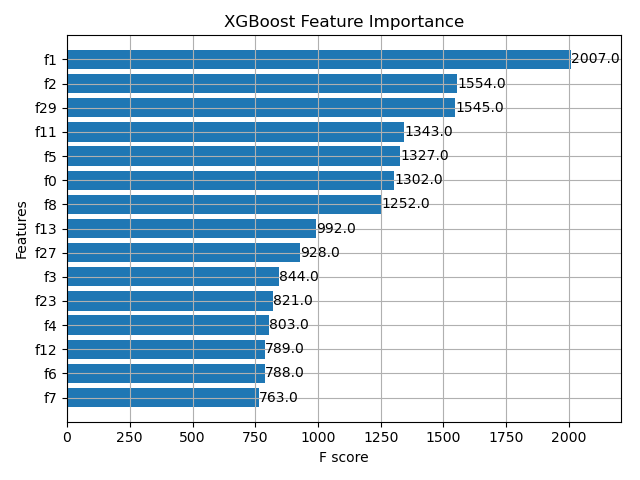 XGBoost Feature Importance
Features
f1 2007.0
f2 1554.0
f29 1545.0
f11 1343.0
f5 1327.0
f0 1302.0
f8 1252.0
f13 992.0
f27 928.0
f3 844.0
f23 821.0
f4 803.0
f12 789.0
f6 788.0
f7 763.0
0 250 500 750 1000 1250 1500 1750 2000
F score